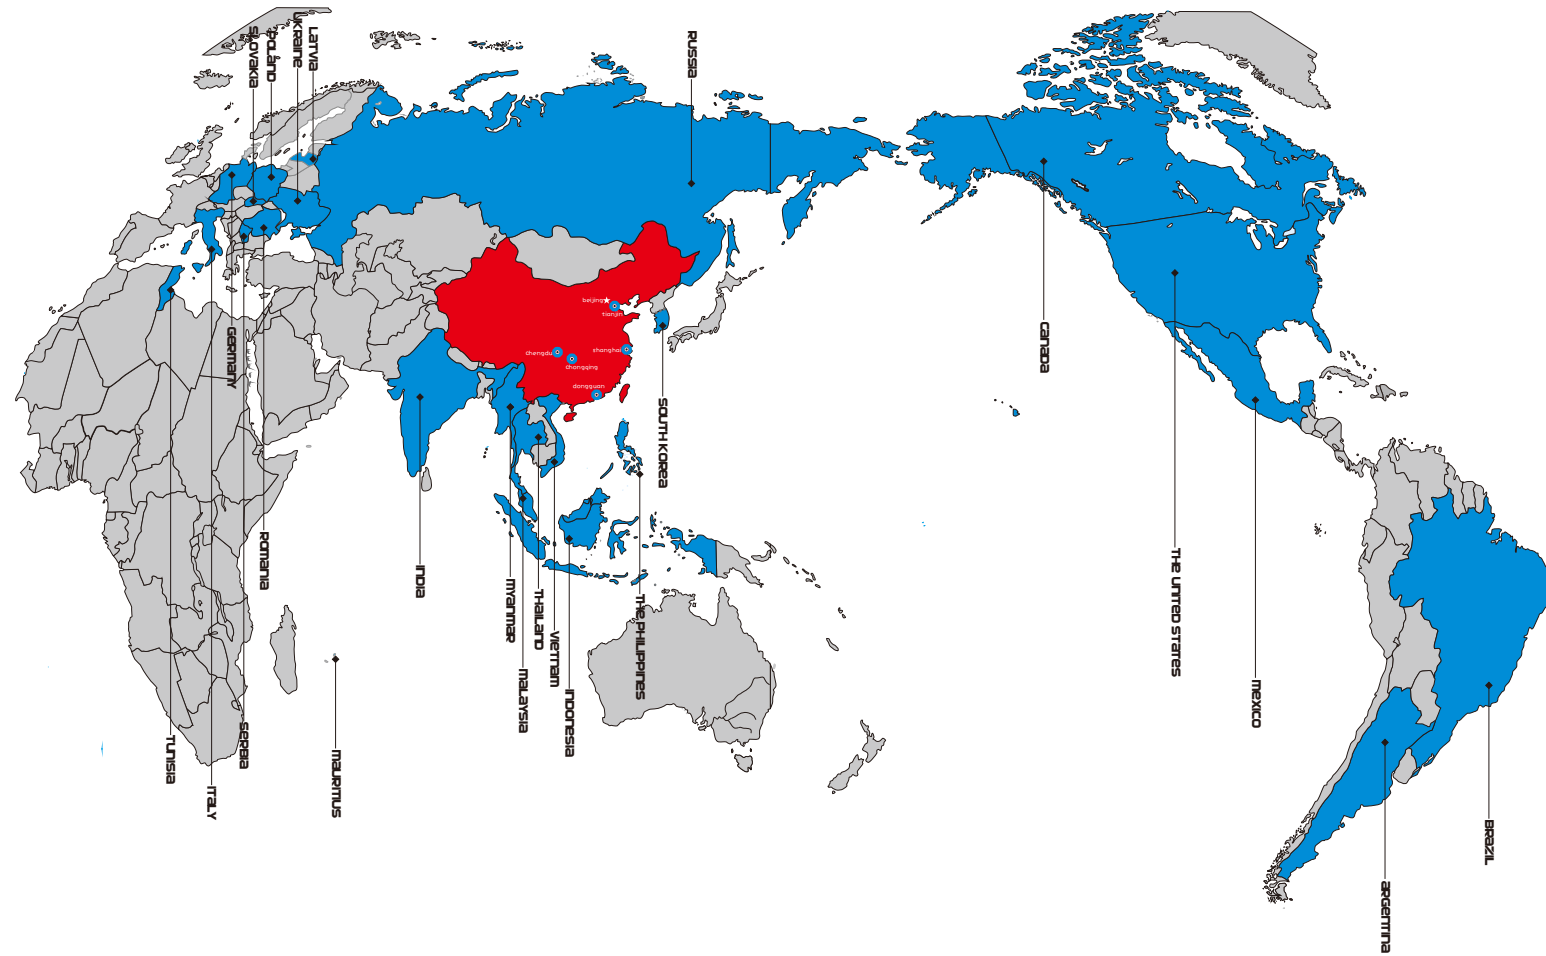 SLOVAKIA
POLAND
UKRAINE
LATVIA
RUSSIA
beijing
tianjin
chengdu
chongqing
shanghai
dongguan
GERMANY
CANADA
SOUTH KOREA
ROMANIA
INDIA
MYANMAR
THAILAND
VIETNAM
THE PHILIPPINES
THE UNITED STATES
MALAYSIA
INDONESIA
MEXICO
SERBIA
TUNISIA
ITALY
MAURITIUS
BRAZIL
ARGENTINA